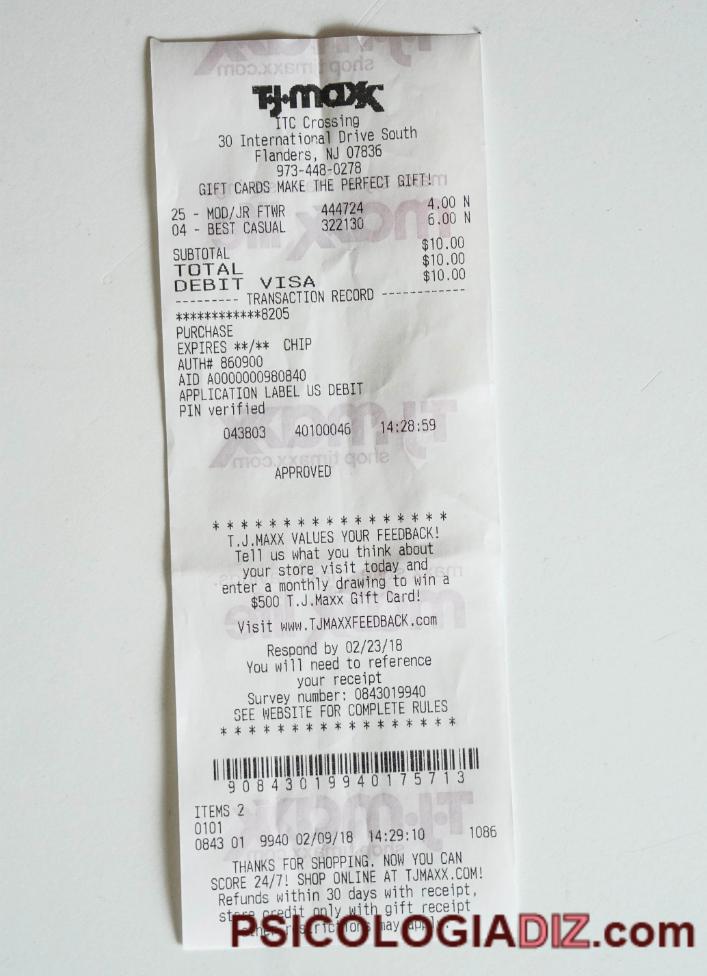 T·J·maxx
ITC Crossing
30 International Drive South
Flanders, NJ 07836
973-448-0278
GIFT CARDS MAKE THE PERFECT GIFT!
25 - MOD/JR FTWR 444724 4.00 N
04 - BEST CASUAL 322130 6.00 N
SUBTOTAL $10.00
TOTAL $10.00
DEBIT VISA $10.00
--------- TRANSACTION RECORD ------------
************8205
PURCHASE
EXPIRES **/** CHIP
AUTH# 860900
AID A0000000980840
APPLICATION LABEL US DEBIT
PIN verified
043803 40100046 14:28:59
APPROVED
* * * * * * * * * * * * * * * * *
T.J.MAXX VALUES YOUR FEEDBACK!
Tell us what you think about
your store visit today and
enter a monthly drawing to win a
$500 T.J.Maxx Gift Card!
Visit www.TJMAXXFEEDBACK.com
Respond by 02/23/18
You will need to reference
your receipt
Survey number: 0843019940
SEE WEBSITE FOR COMPLETE RULES
* * * * * * * * * * * * * * * * *
90843019940175713
ITEMS 2
0101
0843 01 9940 02/09/18 14:29:10 1086
THANKS FOR SHOPPING. NOW YOU CAN
SCORE 24/7! SHOP ONLINE AT TJMAXX.COM!
Refunds within 30 days with receipt,
store credit only with gift receipt
other restrictions may apply.
PSICOLOGIADIZ.com